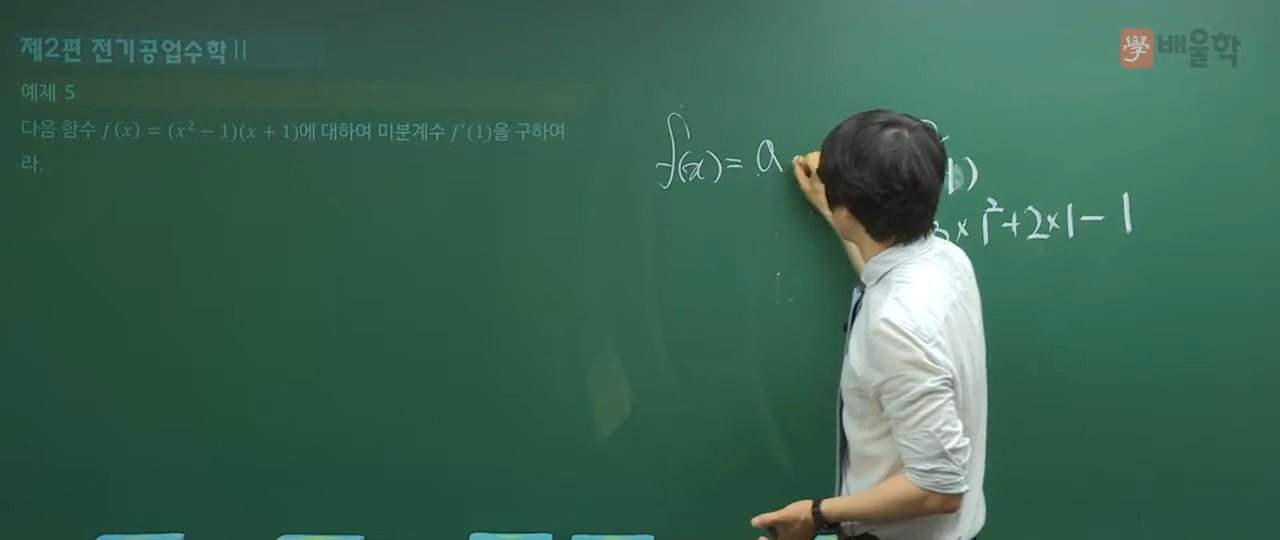 제2편 전기공업수학 II
學 배울학
예제 5
다음 함수 f(x) = (x² − 1)(x + 1)에 대하여 미분계수 f′(1)을 구하여
라.
f(x) = a
1)
× 1² + 2 × 1 − 1